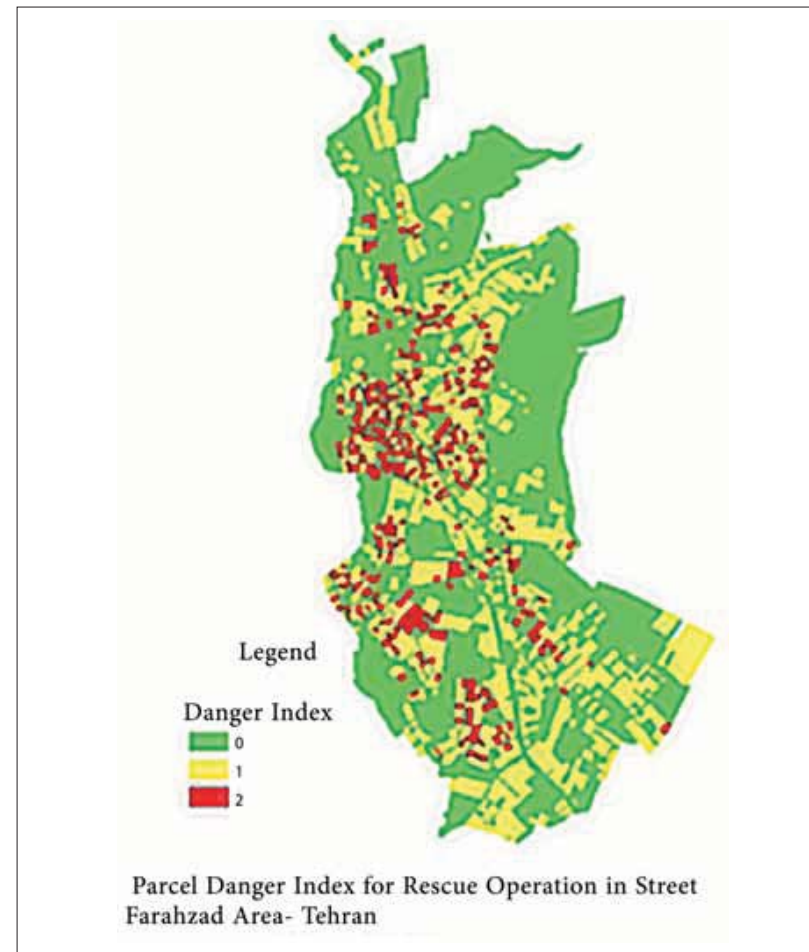 Legend
Danger Index
0
1
2
Parcel Danger Index for Rescue Operation in Street
Farahzad Area- Tehran